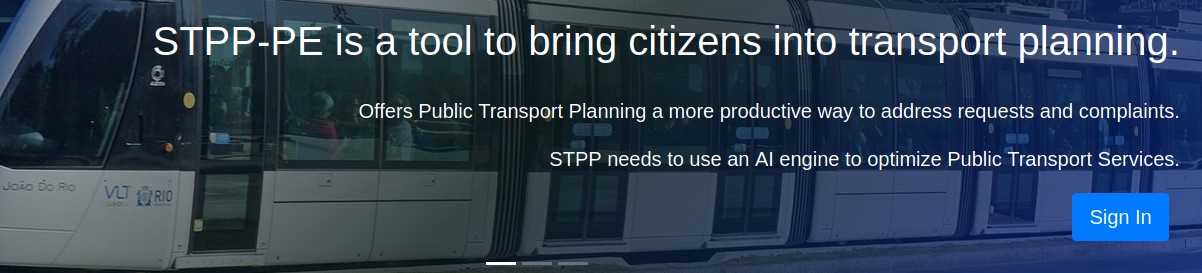 STPP-PE is a tool to bring citizens into transport planning.
Offers Public Transport Planning a more productive way to address requests and complaints.
STPP needs to use an AI engine to optimize Public Transport Services.
João Do Rio
VLT
RIO
Sign In